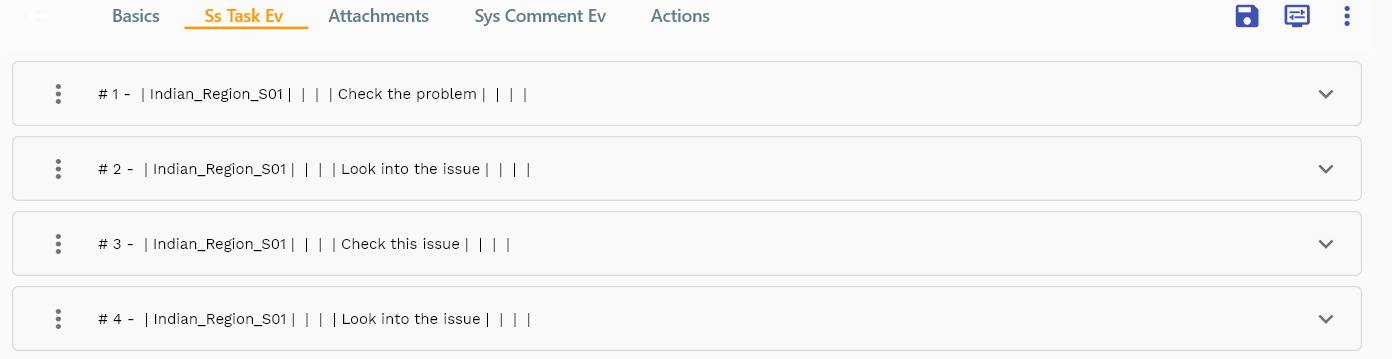 Basics Ss Task Ev Attachments Sys Comment Ev Actions
# 1 - | Indian_Region_S01 | | | | Check the problem | | | |
# 2 - | Indian_Region_S01 | | | | Look into the issue | | | |
# 3 - | Indian_Region_S01 | | | | Check this issue | | | |
# 4 - | Indian_Region_S01 | | | | Look into the issue | | | |